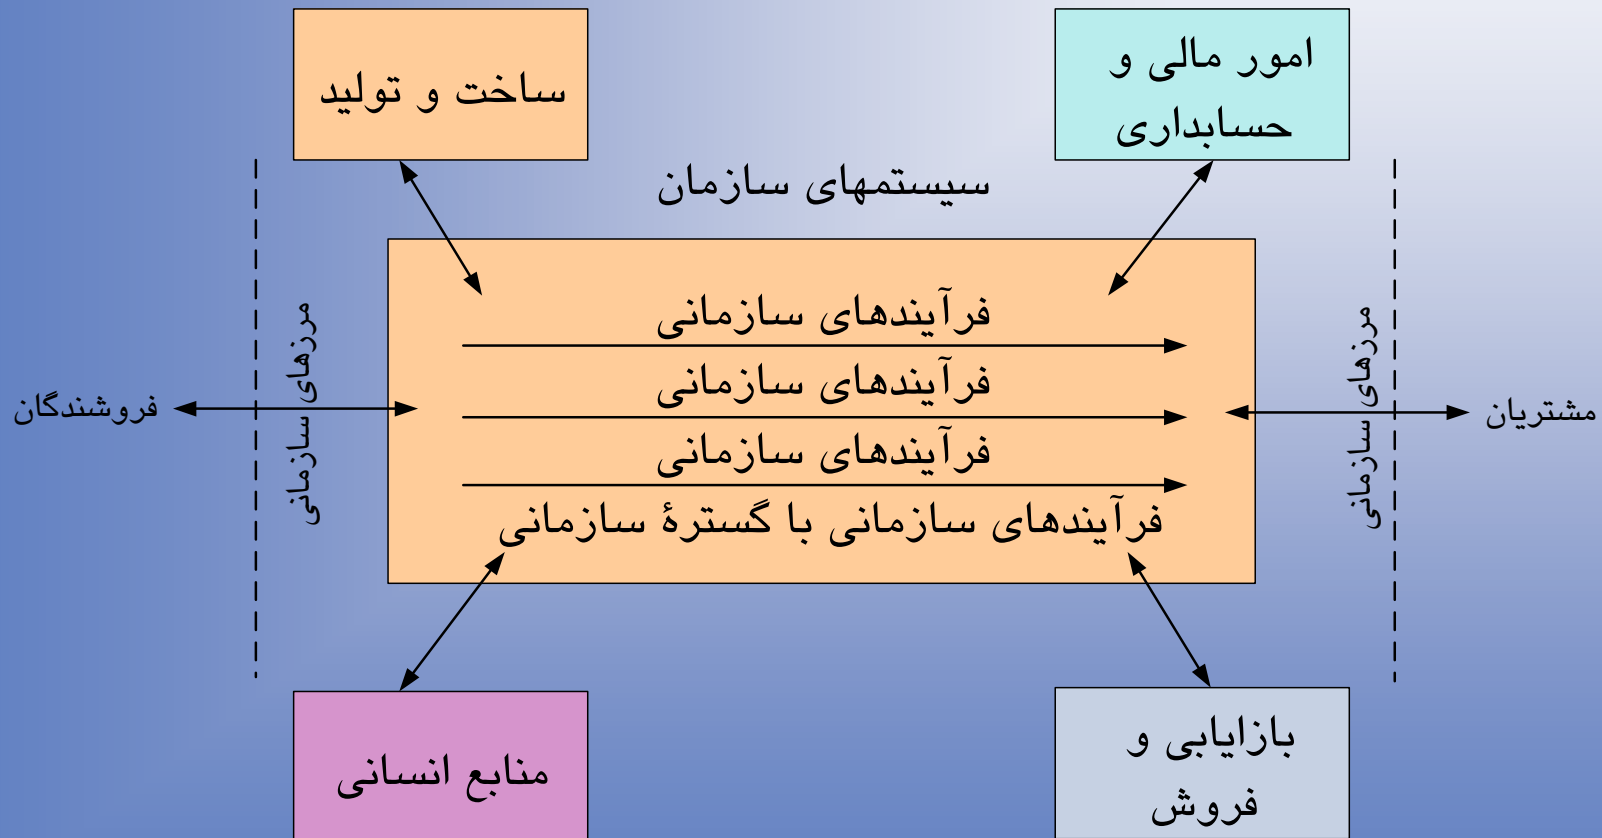 امور مالی و
حسابداری
ساخت و تولید
سیستمهای سازمان
فرآیندهای سازمانی
فرآیندهای سازمانی
فرآیندهای سازمانی
فرآیندهای سازمانی با گسترهٔ سازمانی
مشتریان
مرزهای سازمانی
مرزهای سازمانی
فروشندگان
بازایابی و
فروش
منابع انسانی